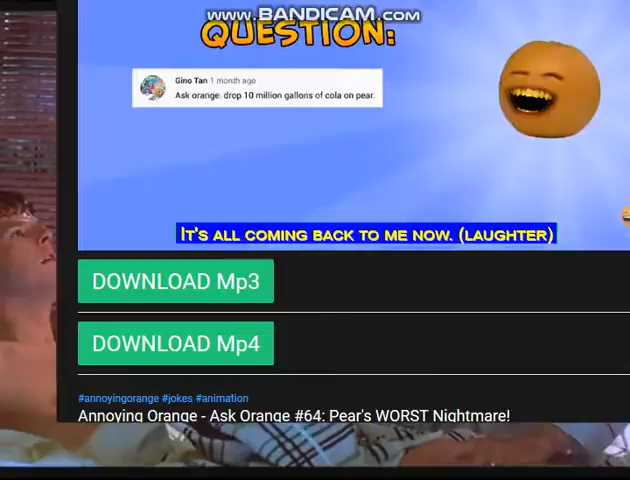 www.BANDICAM.com
QUESTION:
Gino Tan 1 month ago
Ask orange: drop 10 million gallons of cola on pear.
IT'S ALL COMING BACK TO ME NOW. (LAUGHTER)
DOWNLOAD Mp3
DOWNLOAD Mp4
#annoyingorange #jokes #animation
Annoying Orange - Ask Orange #64: Pear's WORST Nightmare!